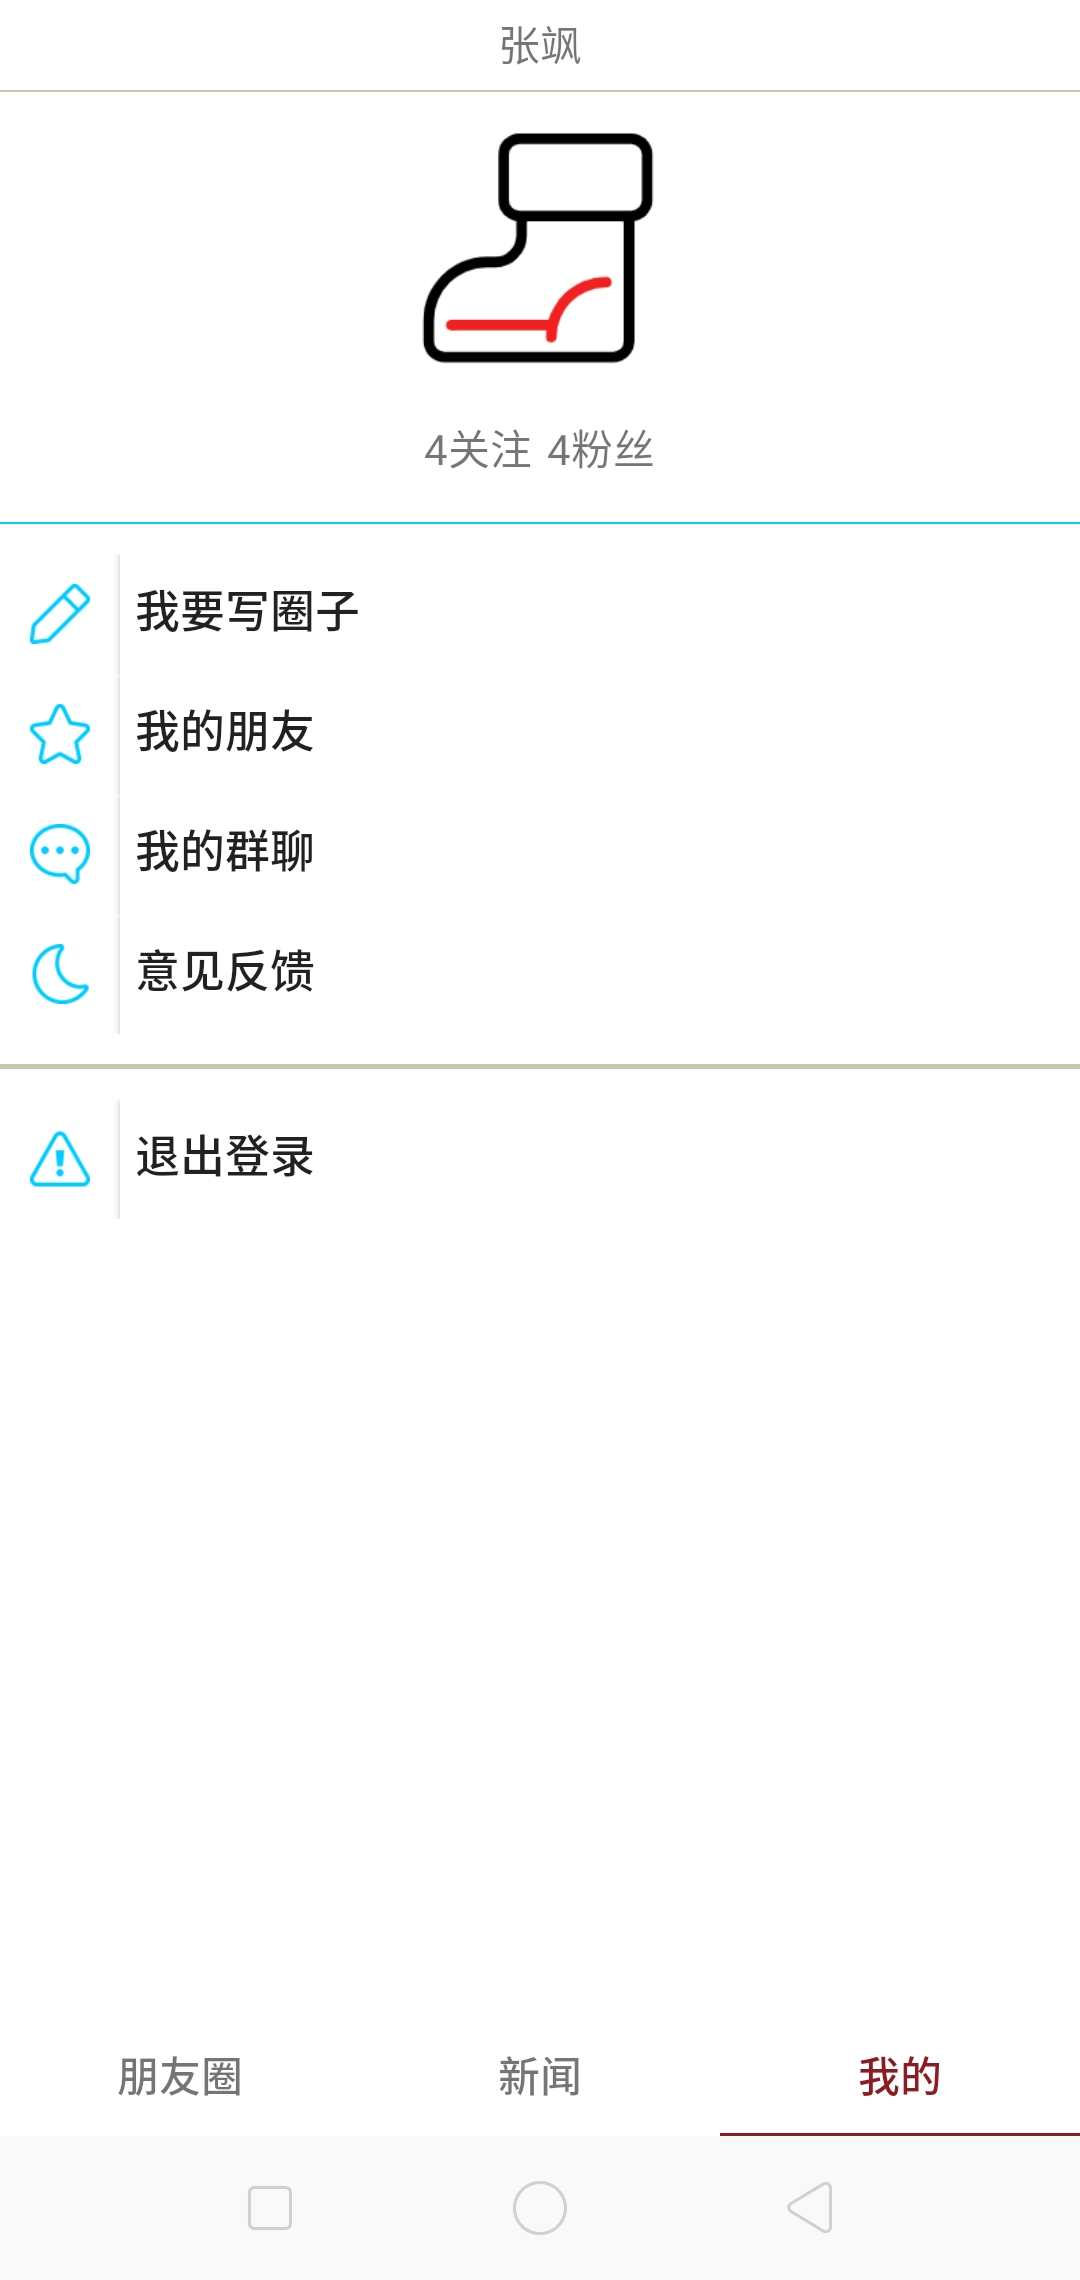 张飒
4关注 4粉丝
我要写圈子
我的朋友
我的群聊
意见反馈
退出登录
朋友圈 新闻 我的